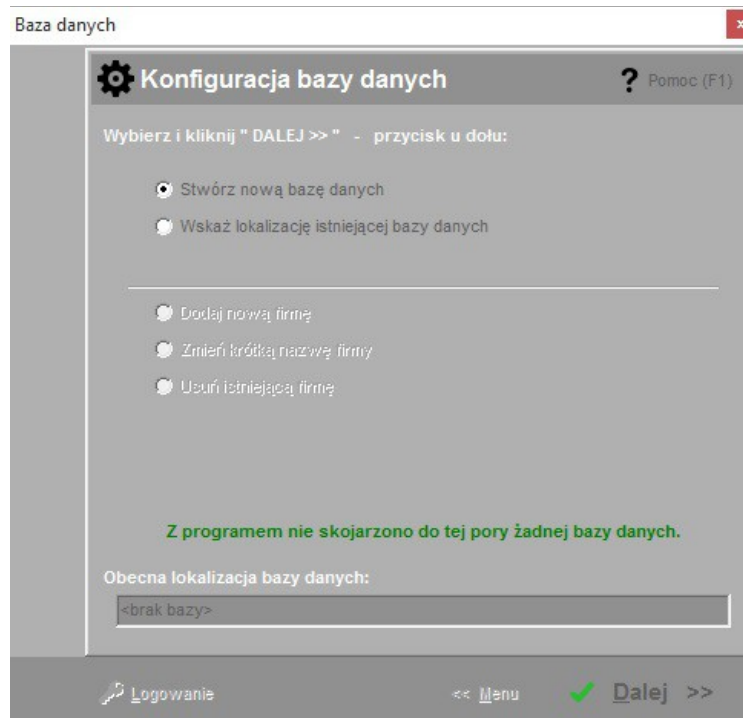 Baza danych
x
Konfiguracja bazy danych
? Pomoc (F1)
Wybierz i kliknij " DALEJ >> " - przycisk u dołu:
Stwórz nową bazę danych
Wskaż lokalizację istniejącej bazy danych
Dodaj nową firmę
Zmień krótką nazwę firmy
Usuń istniejącą firmę
Z programem nie skojarzono do tej pory żadnej bazy danych.
Obecna lokalizacja bazy danych:
<brak bazy>
Logowanie
<< Menu
Dalej >>